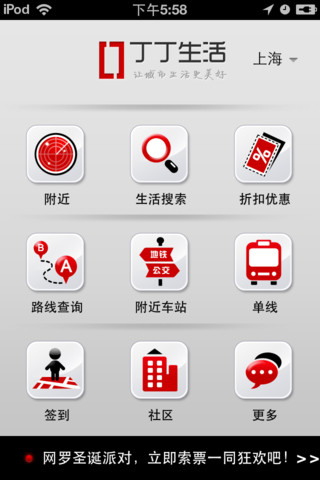 iPod 下午5:58
丁丁生活
让城市生活更美好
上海
附近 生活搜索 折扣优惠
%
B
A
地铁
公交
路线查询 附近车站 单线
签到 社区 更多
网罗圣诞派对，立即索票一同狂欢吧！>>